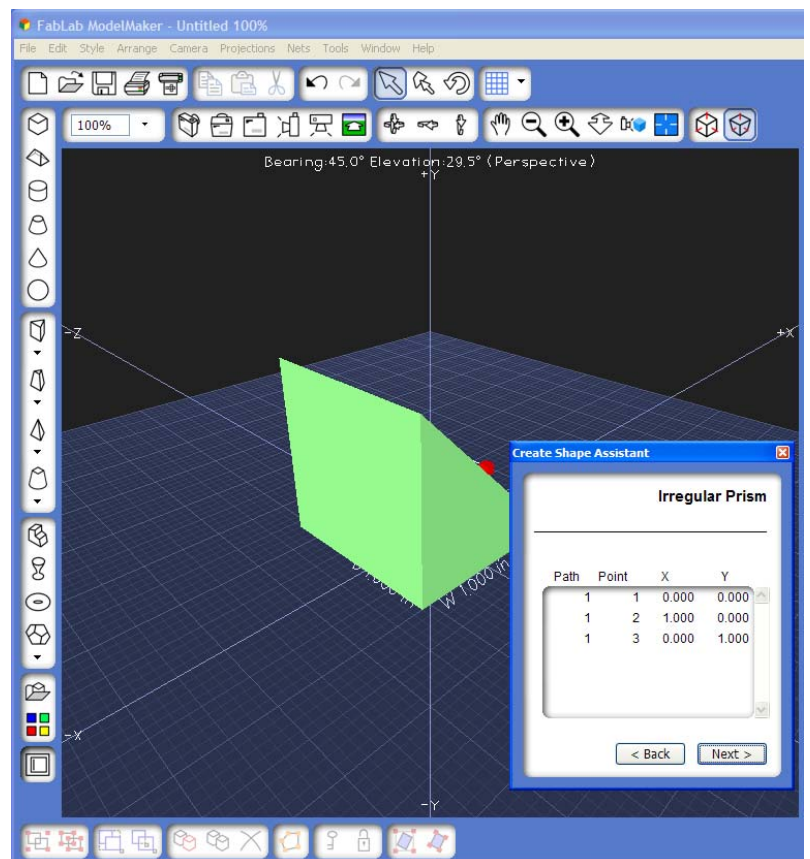 FabLab ModelMaker - Untitled 100%
File Edit Style Arrange Camera Projections Nets Tools Window Help
100%
Bearing:45.0° Elevation:29.5° (Perspective)
+Y
-Z
+X
W 1.000 in
-X
-Y
Create Shape Assistant
Irregular Prism
Path Point X Y
1 1 0.000 0.000
1 2 1.000 0.000
1 3 0.000 1.000
< Back Next >